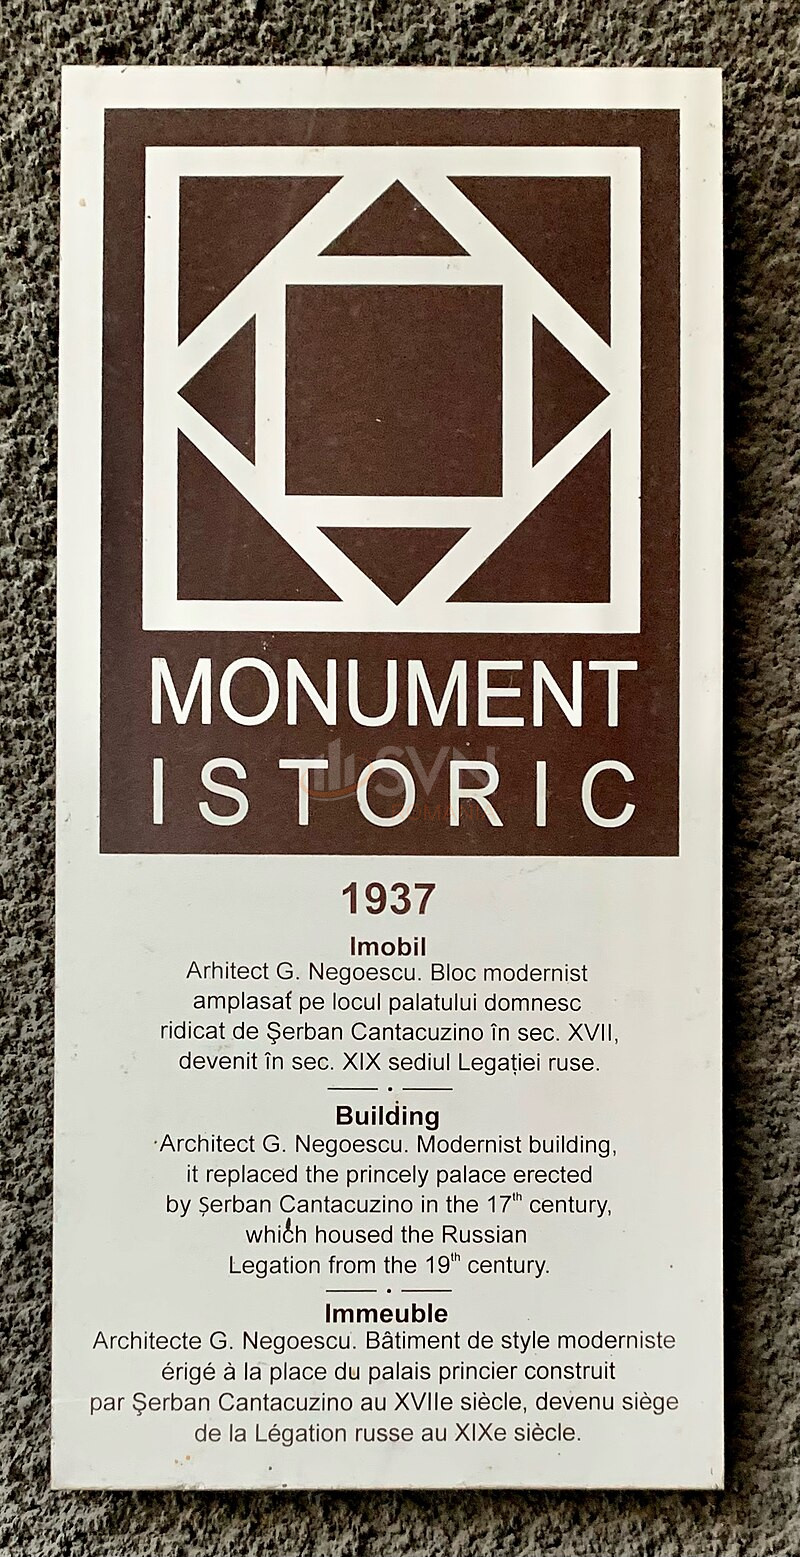 MONUMENT
ISTORIC
SVN
1937
Imobil
Arhitect G. Negoescu. Bloc modernist
amplasat pe locul palatului domnesc
ridicat de Şerban Cantacuzino în sec. XVII,
devenit în sec. XIX sediul Legației ruse.
Building
Architect G. Negoescu. Modernist building,
it replaced the princely palace erected
by Şerban Cantacuzino in the 17th century,
which housed the Russian
Legation from the 19th century.
Immeuble
Architecte G. Negoescu. Bâtiment de style moderniste
érigé à la place du palais princier construit
par Şerban Cantacuzino au XVIIe siècle, devenu siège
de la Légation russe au XIXe siècle.